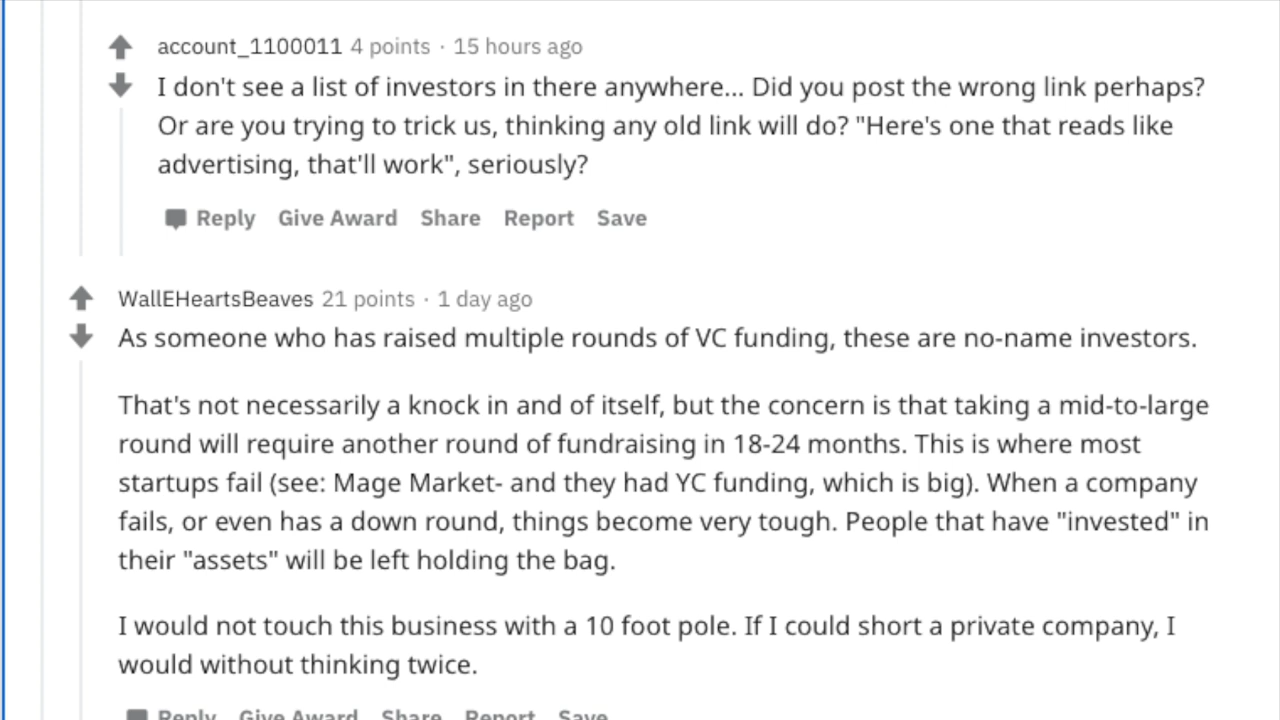 account_1100011 4 points · 15 hours ago
I don't see a list of investors in there anywhere... Did you post the wrong link perhaps?
Or are you trying to trick us, thinking any old link will do? "Here's one that reads like
advertising, that'll work", seriously?
Reply Give Award Share Report Save
WallEHeartsBeaves 21 points · 1 day ago
As someone who has raised multiple rounds of VC funding, these are no-name investors.
That's not necessarily a knock in and of itself, but the concern is that taking a mid-to-large
round will require another round of fundraising in 18-24 months. This is where most
startups fail (see: Mage Market- and they had YC funding, which is big). When a company
fails, or even has a down round, things become very tough. People that have "invested" in
their "assets" will be left holding the bag.
I would not touch this business with a 10 foot pole. If I could short a private company, I
would without thinking twice.
Reply Give Award Share Report Save